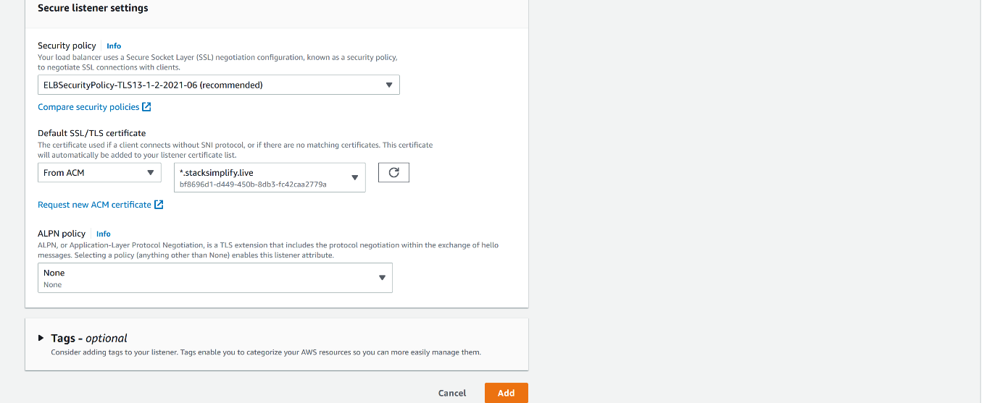 Secure listener settings
Security policy Info
Your load balancer uses a Secure Socket Layer (SSL) negotiation configuration, known as a security policy,
to negotiate SSL connections with clients.
ELBSecurityPolicy-TLS13-1-2-2021-06 (recommended)
Compare security policies
Default SSL/TLS certificate
The certificate used if a client connects without SNI protocol, or if there are no matching certificates. This certificate
will automatically be added to your listener certificate list.
From ACM
*.stacksimplify.live
bf8696d1-d449-450b-8db3-fc42caa2779a
Request new ACM certificate
ALPN policy Info
ALPN, or Application-Layer Protocol Negotiation, is a TLS extension that includes the protocol negotiation within the exchange of hello
messages. Selecting a policy (anything other than None) enables this listener attribute.
None
None
Tags - optional
Consider adding tags to your listener. Tags enable you to categorize your AWS resources so you can more easily manage them.
Cancel Add